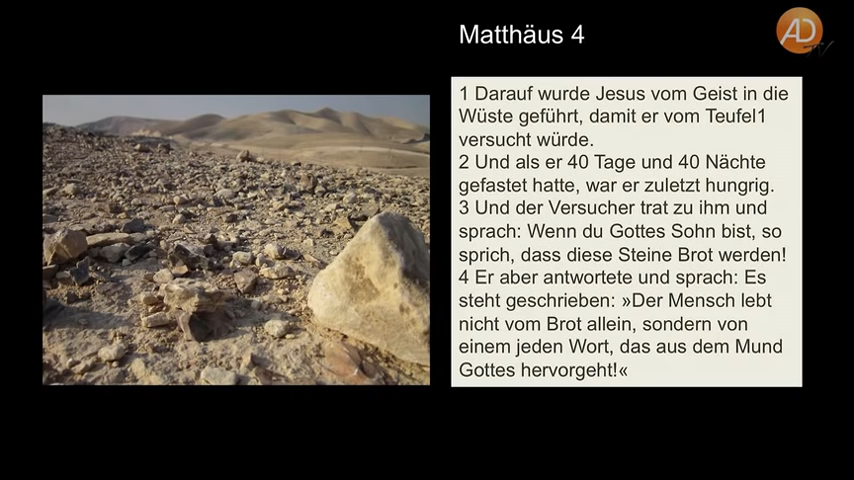 Matthäus 4
AD
TV
1 Darauf wurde Jesus vom Geist in die
Wüste geführt, damit er vom Teufel1
versucht würde.
2 Und als er 40 Tage und 40 Nächte
gefastet hatte, war er zuletzt hungrig.
3 Und der Versucher trat zu ihm und
sprach: Wenn du Gottes Sohn bist, so
sprich, dass diese Steine Brot werden!
4 Er aber antwortete und sprach: Es
steht geschrieben: »Der Mensch lebt
nicht vom Brot allein, sondern von
einem jeden Wort, das aus dem Mund
Gottes hervorgeht!«